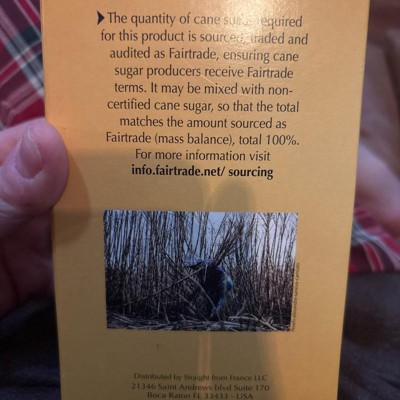 The quantity of cane sugar required
for this product is sourced, traded and
audited as Fairtrade, ensuring cane
sugar producers receive Fairtrade
terms. It may be mixed with non-
certified cane sugar, so that the total
matches the amount sourced as
Fairtrade (mass balance), total 100%.
For more information visit
info.fairtrade.net/ sourcing
Distributed by Straight from France LLC
21346 Saint Andrews blvd Suite 170
Boca Raton FL 33433 - USA